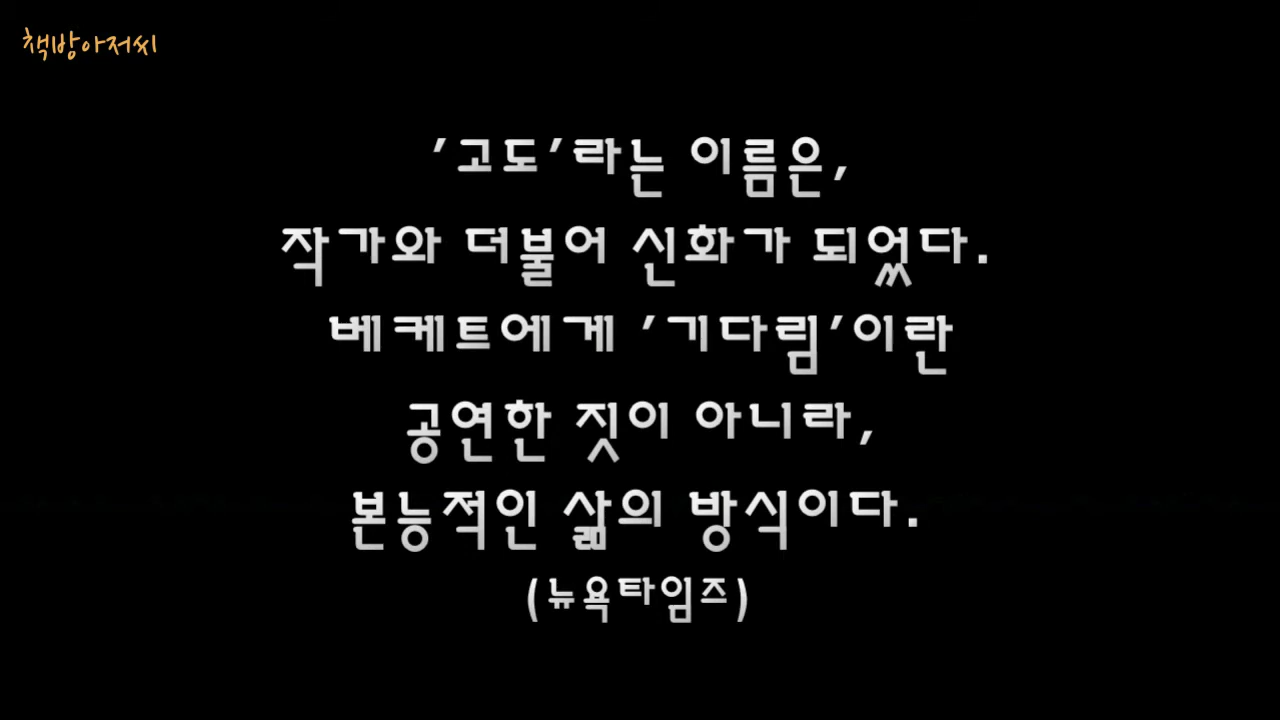 책방아저씨
'고도'라는 이름은,
작가와 더불어 신화가 되었다.
베케트에게 '기다림'이란
공연한 짓이 아니라,
본능적인 삶의 방식이다.
(뉴욕타임즈)